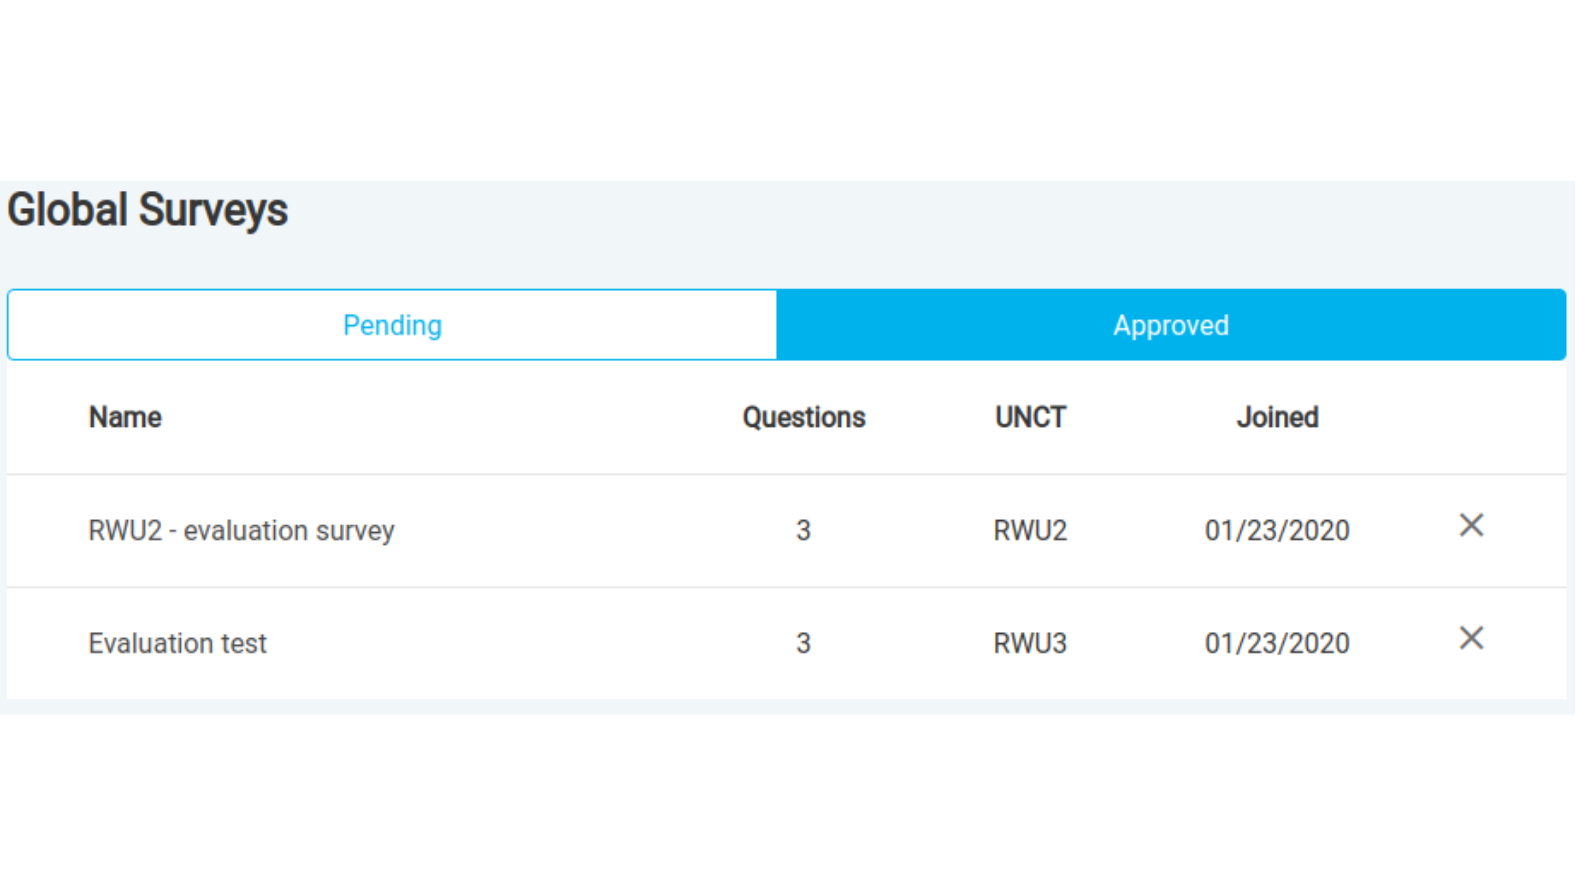 Global Surveys
Pending Approved
Name Questions UNCT Joined
RWU2 - evaluation survey 3 RWU2 01/23/2020
Evaluation test 3 RWU3 01/23/2020